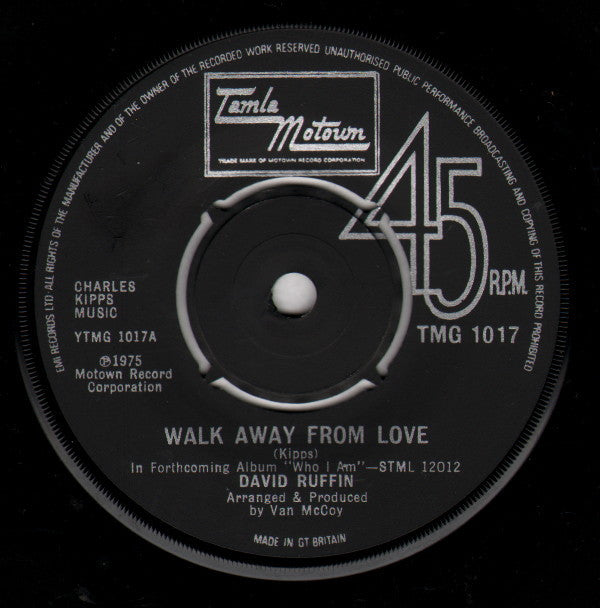 EMI RECORDS LTD·ALL RIGHTS OF THE MANUFACTURER AND OF THE OWNER OF THE RECORDED WORK RESERVED UNAUTHORISED PUBLIC PERFORMANCE BROADCASTING AND COPYING OF THIS RECORD PROHIBITED
Tamla
Motown
TRADE MARK OF MOTOWN RECORD CORPORATION
45
R.P.M.
TMG 1017
CHARLES
KIPPS
MUSIC
YTMG 1017A
℗1975
Motown Record
Corporation
WALK AWAY FROM LOVE
(Kipps)
In Forthcoming Album "Who I Am"—STML 12012
DAVID RUFFIN
Arranged & Produced
by Van McCoy
MADE IN GT BRITAIN